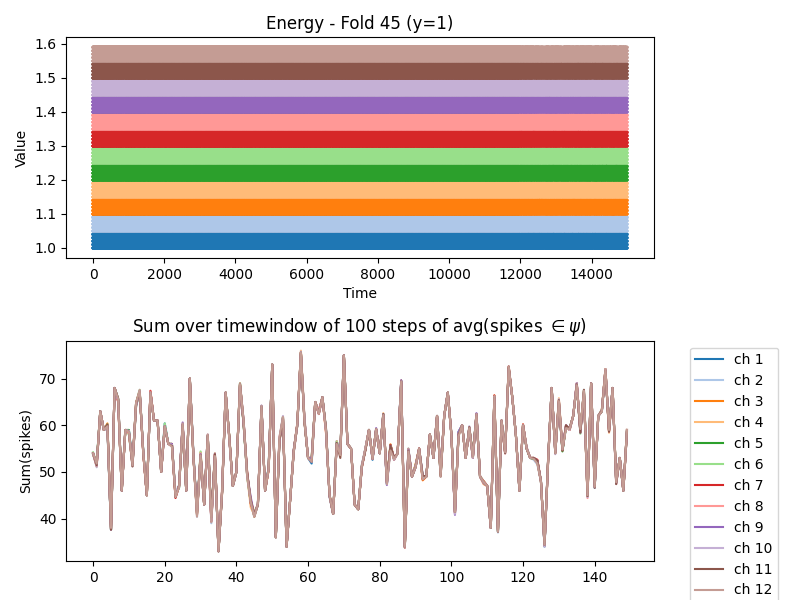 Energy - Fold 45 (y=1)
1.6
1.5
1.4
1.3
1.2
1.1
1.0
Value
0 2000 4000 6000 8000 10000 12000 14000
Time
Sum over timewindow of 100 steps of avg(spikes ∈ ψ)
70
60
50
40
Sum(spikes)
0 20 40 60 80 100 120 140
ch 1
ch 2
ch 3
ch 4
ch 5
ch 6
ch 7
ch 8
ch 9
ch 10
ch 11
ch 12